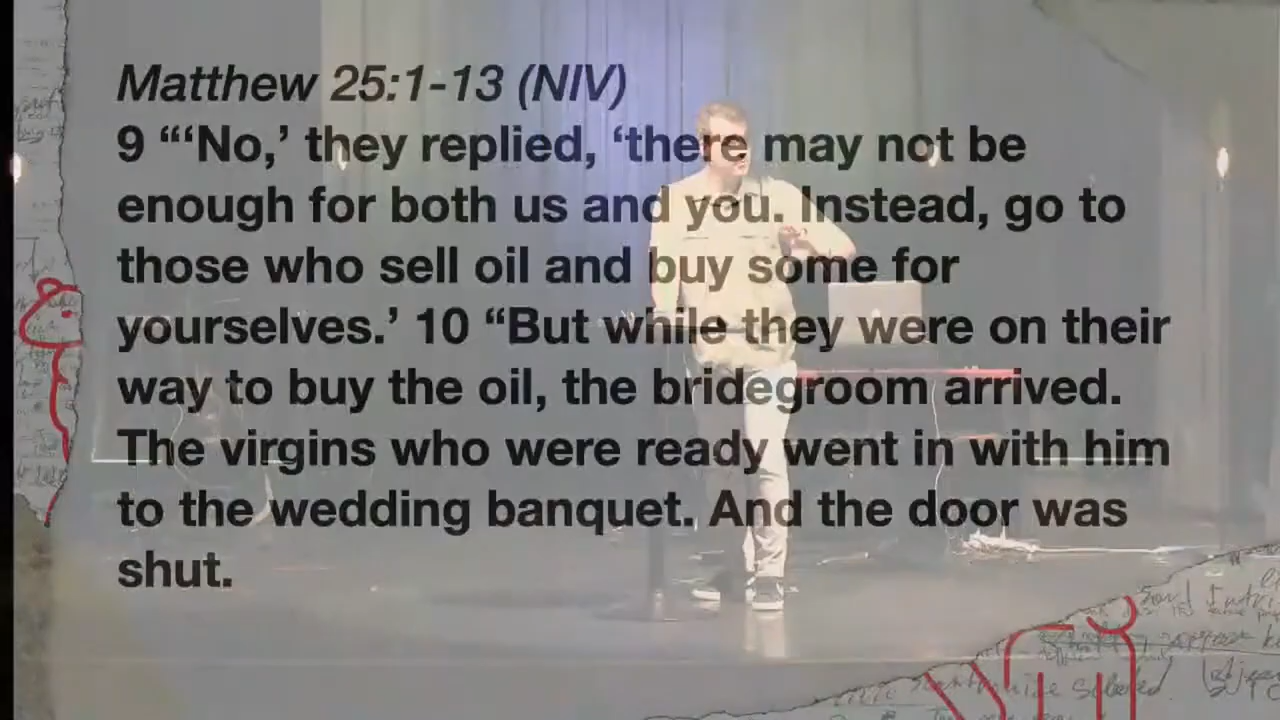 Matthew 25:1-13 (NIV)
9 “‘No,’ they replied, ‘there may not be
enough for both us and you. Instead, go to
those who sell oil and buy some for
yourselves.’ 10 “But while they were on their
way to buy the oil, the bridegroom arrived.
The virgins who were ready went in with him
to the wedding banquet. And the door was
shut.